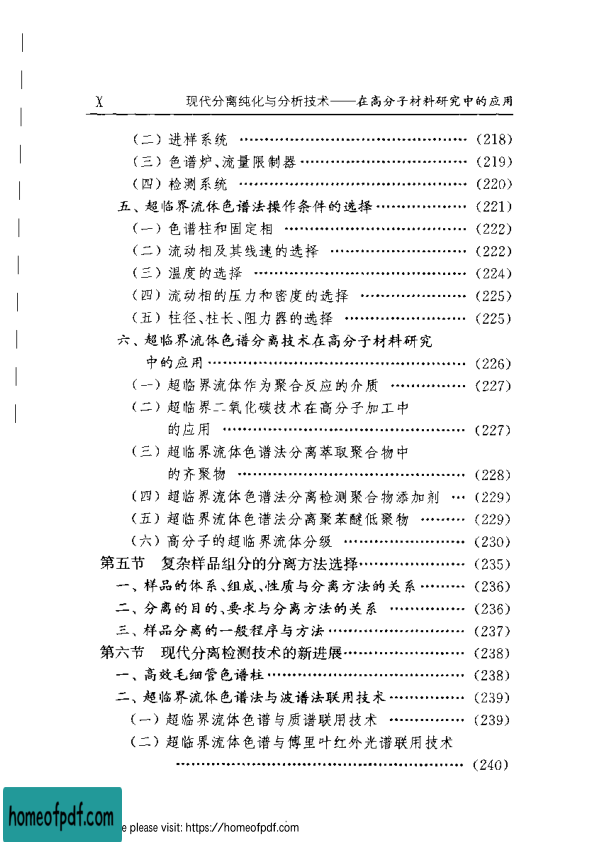 X 现代分离纯化与分析技术——在高分子材料研究中的应用
（二）进样系统 ……………………………………（218）
（三）色谱炉、流量限制器……………………………（219）
（四）检测系统 ……………………………………（220）
五、超临界流体色谱法操作条件的选择………………（221）
（一）色谱柱和固定相 ………………………………（222）
（二）流动相及其线速的选择 ………………………（222）
（三）温度的选择 ……………………………………（224）
（四）流动相的压力和密度的选择 …………………（225）
（五）柱径、柱长、阻力器的选择 ……………………（225）
六、超临界流体色谱分离技术在高分子材料研究
中的应用……………………………………………（226）
（一）超临界流体作为聚合反应的介质 ……………（227）
（二）超临界二氧化碳技术在高分子加工中
的应用 ………………………………………（227）
（三）超临界流体色谱法分离萃取聚合物中
的齐聚物 ……………………………………（228）
（四）超临界流体色谱法分离检测聚合物添加剂 …（229）
（五）超临界流体色谱法分离聚苯醚低聚物 ………（229）
（六）高分子的超临界流体分级 ……………………（230）
第五节 复杂样品组分的分离方法选择…………………（235）
一、样品的体系、组成、性质与分离方法的关系………（236）
二、分离的目的、要求与分离方法的关系 ……………（236）
三、样品分离的一般程序与方法………………………（237）
第六节 现代分离检测技术的新进展……………………（238）
一、高效毛细管色谱柱…………………………………（238）
二、超临界流体色谱法与波谱法联用技术……………（239）
（一）超临界流体色谱与质谱联用技术 ……………（239）
（二）超临界流体色谱与傅里叶红外光谱联用技术
………………………………………………（240）
homeofpdf.com
e please visit: https://homeofpdf.com